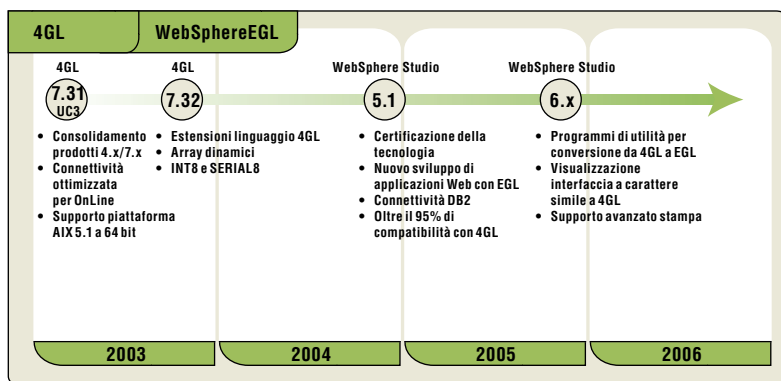 4GL
WebSphereEGL
4GL
7.31
UC3
• Consolidamento
prodotti 4.x/7.x
• Connettività
ottimizzata
per OnLine
• Supporto piattaforma
AIX 5.1 a 64 bit
4GL
7.32
• Estensioni linguaggio 4GL
• Array dinamici
• INT8 e SERIAL8
WebSphere Studio
5.1
• Certificazione della
tecnologia
• Nuovo sviluppo di
applicazioni Web con EGL
• Connettività DB2
• Oltre il 95% di
compatibilità con 4GL
WebSphere Studio
6.x
• Programmi di utilità per
conversione da 4GL a EGL
• Visualizzazione
interfaccia a carattere
simile a 4GL
• Supporto avanzato stampa
2003
2004
2005
2006